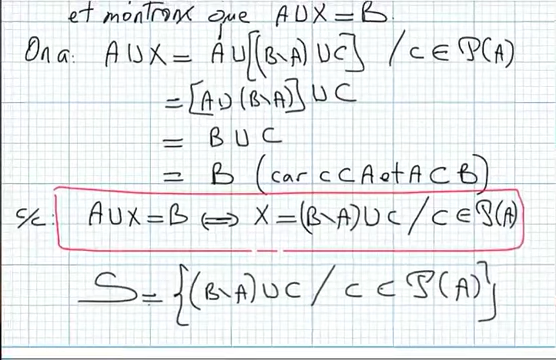 et montrons que A∪X=B.
On a: A∪X = A∪[(B\A)∪C] / C∈P(A)
=[A∪(B\A)]∪C
= B∪C
= B (car C⊂A et A⊂B)
c/c: A∪X=B ⟺ X=(B\A)∪C / C∈P(A)
S={(B\A)∪C / C∈P(A)}